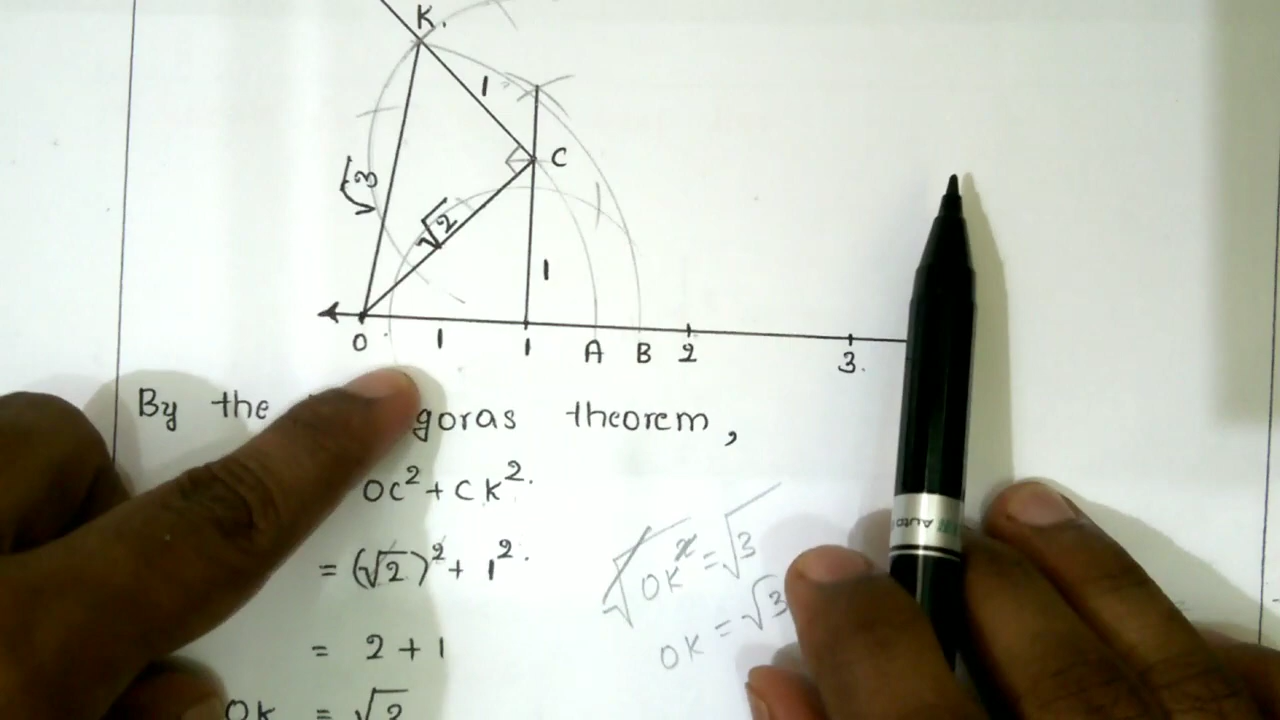 K.
1
C
√3
√2
1
0 1 1 A B 2 3.
By the goras theorem,
OC²+CK².
= (√2)²+ 1².
= 2+1
OK = √2
√OK² = √3
OK = √3